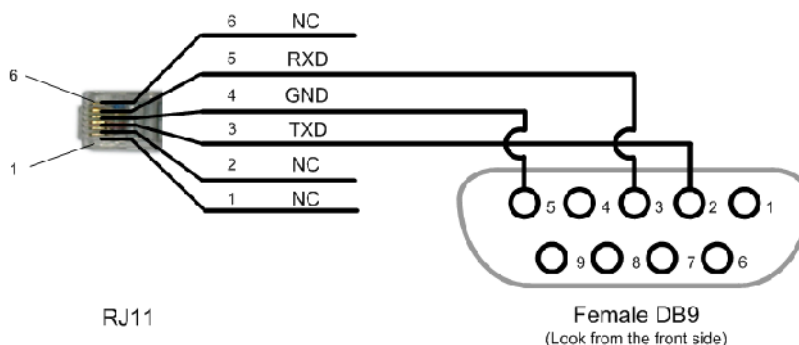 6 NC
5 RXD
6
4 GND
3 TXD
1
2 NC
1 NC
5 4 3 2 1
9 8 7 6
RJ11
Female DB9
(Look from the front side)